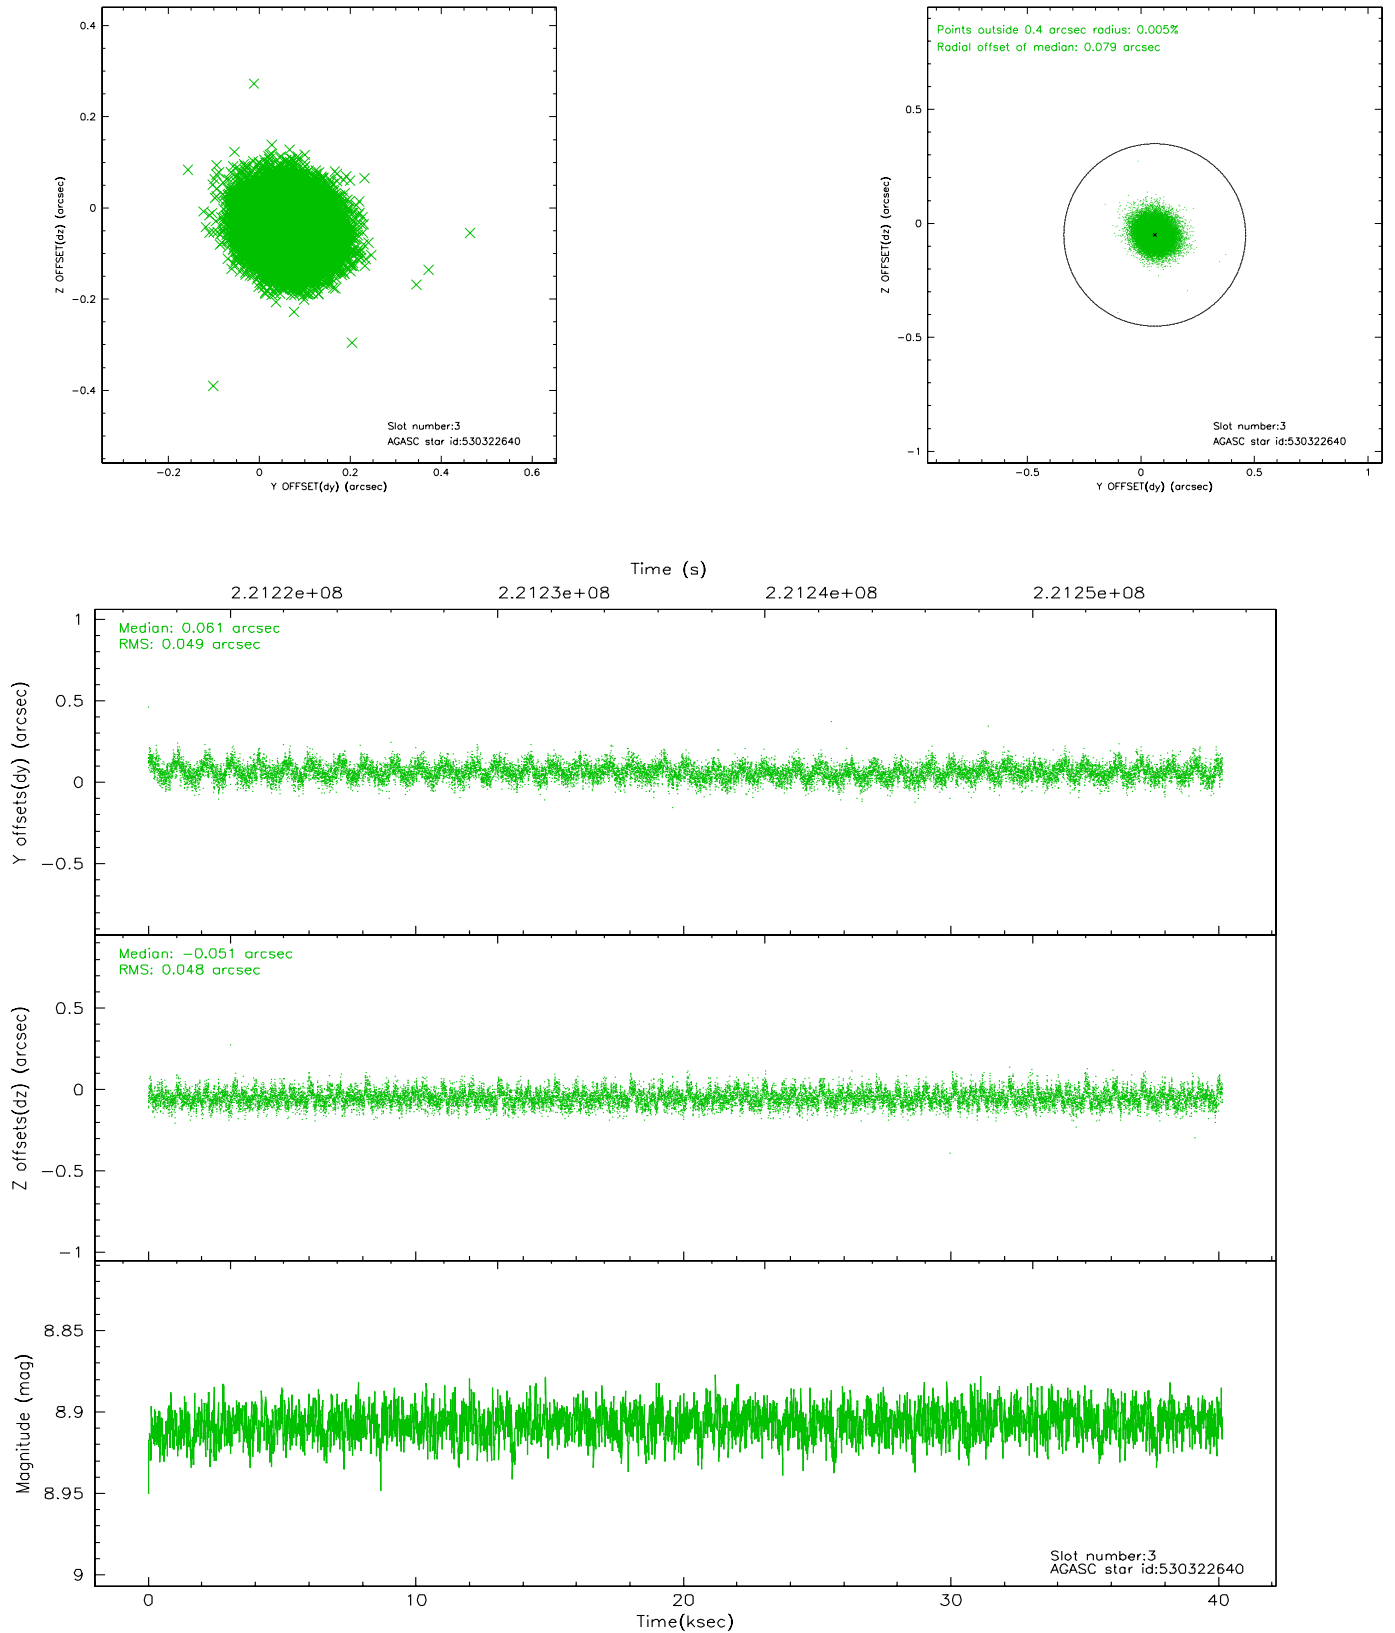 0.4
0.2
0
−0.2
−0.4
Z OFFSET(dz) (arcsec)
Slot number:3
AGASC star id:530322640
−0.2 0 0.2 0.4 0.6
Y OFFSET(dy) (arcsec)
Points outside 0.4 arcsec radius: 0.005%
Radial offset of median: 0.079 arcsec
0.5
0
−0.5
−1
Z OFFSET(dz) (arcsec)
Slot number:3
AGASC star id:530322640
−0.5 0 0.5 1
Y OFFSET(dy) (arcsec)
Time (s)
2.2122e+08 2.2123e+08 2.2124e+08 2.2125e+08
Median: 0.061 arcsec
RMS: 0.049 arcsec
1
0.5
0
−0.5
Y offsets(dy) (arcsec)
Median: −0.051 arcsec
RMS: 0.048 arcsec
0.5
0
−0.5
−1
Z offsets(dz) (arcsec)
8.85
8.9
8.95
9
Magnitude (mag)
Slot number:3
AGASC star id:530322640
0 10 20 30 40
Time(ksec)